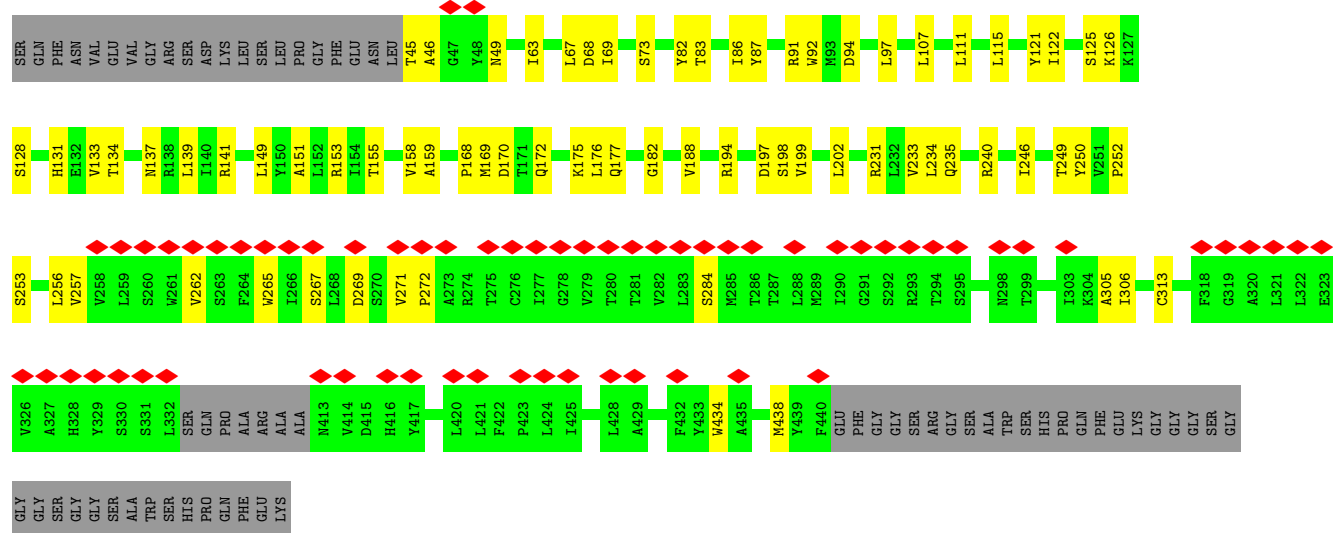 SER GLN PHE ASN VAL GLU VAL GLY ARG SER SER ASP LYS LEU SER LEU LEU PRO GLY PHE GLU ASN LEU T45 A46 G47 Y48 N49 I63 L67 D68 I69 S73 Y82 T83 I86 Y87 R91 W92 M93 D94 L97 L107 L111 L115 Y121 I122 S125 K126 K127
S128 H131 E132 V133 T134 N137 R138 L139 I140 R141 L149 Y150 A151 L152 R153 I154 T155 V158 A159 P168 M169 D170 T171 Q172 K175 L176 Q177 G182 V188 R194 D197 S198 V199 L202 R231 L232 V233 L234 Q235 R240 I246 T249 Y250 V251 P252
S253 L256 V257 V258 L259 S260 W261 V262 S263 F264 W265 I266 S267 L268 D269 S270 V271 P272 A273 R274 T275 C276 I277 G278 V279 T280 T281 V282 L283 S284 M285 T286 T287 L288 M289 I290 G291 S292 R293 T294 S295 N298 T299 I303 K304 A305 I306 C313 F318 G319 A320 L321 L322 E323
V326 A327 H328 Y329 S330 S331 L332 SER GLN PRO ALA ARG ALA ALA N413 V414 D415 H416 Y417 L420 L421 F422 P423 L424 I425 L428 A429 F432 Y433 W434 A435 M438 Y439 F440 GLU PHE GLY GLY SER ARG GLY SER ALA TRP SER HIS PRO GLN PHE GLU LYS GLY GLY GLY SER GLY
GLY GLY SER GLY GLY SER ALA TRP SER HIS PRO GLN PHE GLU LYS